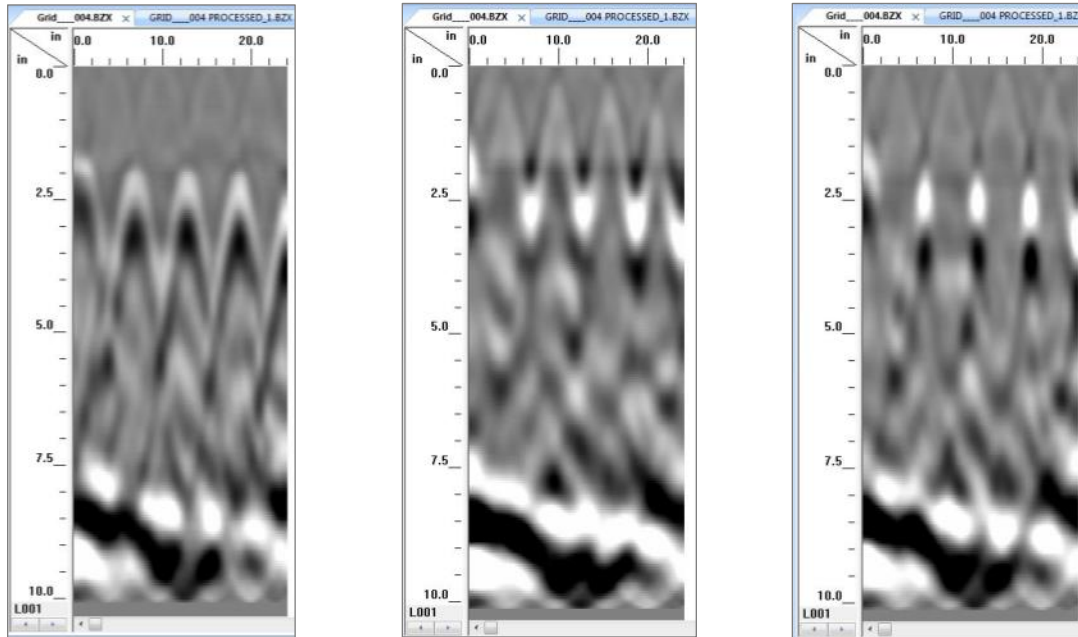 Grid___004.BZX × GRID___004 PROCESSED_1.BZX
in 0.0 10.0 20.0
in
0.0
2.5
5.0
7.5
10.0
L001
Grid___004.BZX × GRID___004 PROCESSED_1.BZX
in 0.0 10.0 20.0
in
0.0
2.5
5.0
7.5
10.0
L001
Grid___004.BZX × GRID___004 PROCESSED_1.BZ
in 0.0 10.0 20.0
in
0.0
2.5
5.0
7.5
10.0
L001